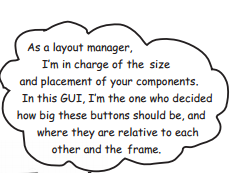 As a layout manager,
I'm in charge of the size
and placement of your components.
In this GUI, I'm the one who decided
how big these buttons should be, and
where they are relative to each
other and the frame.